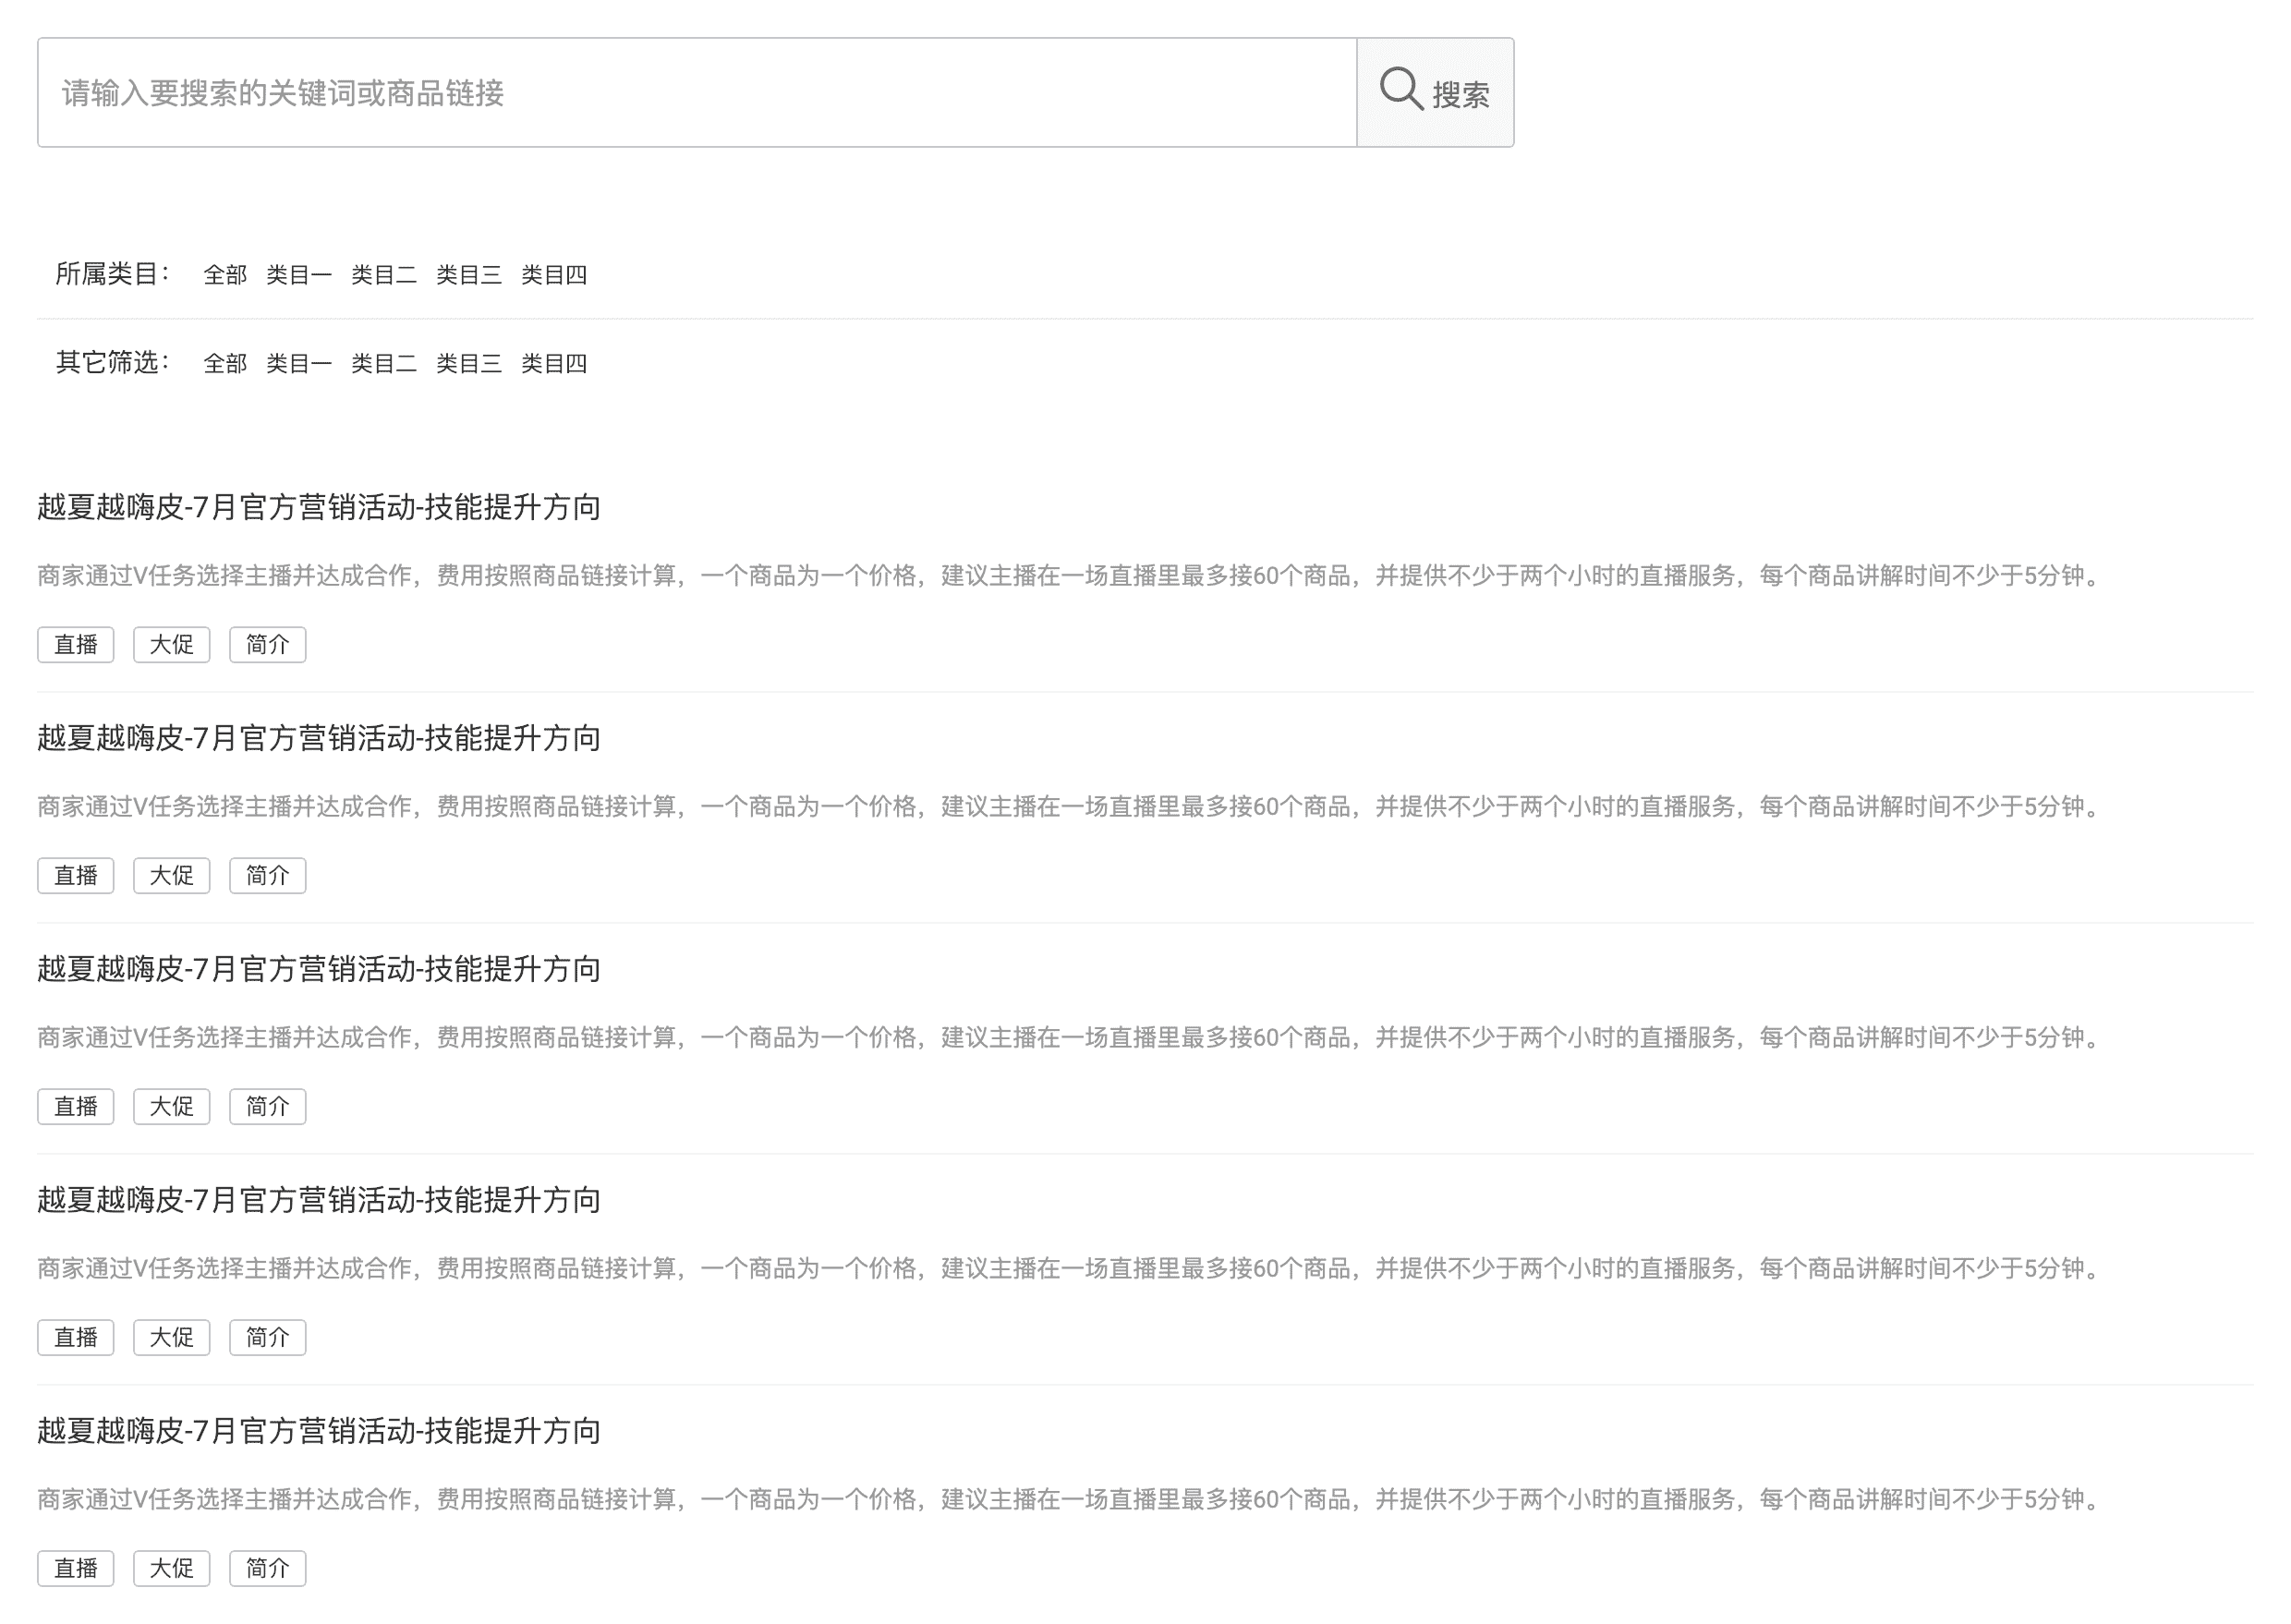 请输入要搜索的关键词或商品链接 搜索
所属类目： 全部 类目一 类目二 类目三 类目四
其它筛选： 全部 类目一 类目二 类目三 类目四
越夏越嗨皮-7月官方营销活动-技能提升方向
商家通过V任务选择主播并达成合作，费用按照商品链接计算，一个商品为一个价格，建议主播在一场直播里最多接60个商品，并提供不少于两个小时的直播服务，每个商品讲解时间不少于5分钟。
直播 大促 简介
越夏越嗨皮-7月官方营销活动-技能提升方向
商家通过V任务选择主播并达成合作，费用按照商品链接计算，一个商品为一个价格，建议主播在一场直播里最多接60个商品，并提供不少于两个小时的直播服务，每个商品讲解时间不少于5分钟。
直播 大促 简介
越夏越嗨皮-7月官方营销活动-技能提升方向
商家通过V任务选择主播并达成合作，费用按照商品链接计算，一个商品为一个价格，建议主播在一场直播里最多接60个商品，并提供不少于两个小时的直播服务，每个商品讲解时间不少于5分钟。
直播 大促 简介
越夏越嗨皮-7月官方营销活动-技能提升方向
商家通过V任务选择主播并达成合作，费用按照商品链接计算，一个商品为一个价格，建议主播在一场直播里最多接60个商品，并提供不少于两个小时的直播服务，每个商品讲解时间不少于5分钟。
直播 大促 简介
越夏越嗨皮-7月官方营销活动-技能提升方向
商家通过V任务选择主播并达成合作，费用按照商品链接计算，一个商品为一个价格，建议主播在一场直播里最多接60个商品，并提供不少于两个小时的直播服务，每个商品讲解时间不少于5分钟。
直播 大促 简介